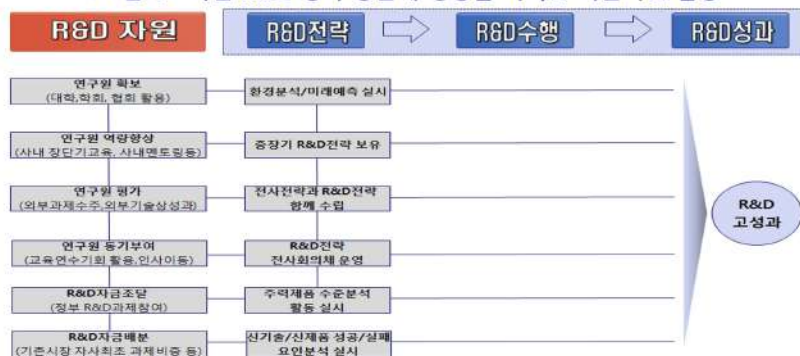 R&D 자원
R&D전략
R&D수행
R&D성과
연구원 확보
(대학,학회, 협회 활용)
환경분석/미래예측 실시
연구원 역량향상
(사내 장단기교육, 사내멘토링등)
중장기 R&D전략 보유
연구원 평가
(외부과제수주,외부기술상성과)
전사전략과 R&D전략
함께 수립
R&D
고성과
연구원 동기부여
(교육연수기회 활용,인사이동)
R&D전략
전사회의체 운영
R&D자금조달
(정부 R&D과제참여)
주력제품 수준분석
활동 실시
R&D자금배분
(기존시장 자사최초 과제비중 등)
신기술/신제품 성공/실패
요인분석 실시